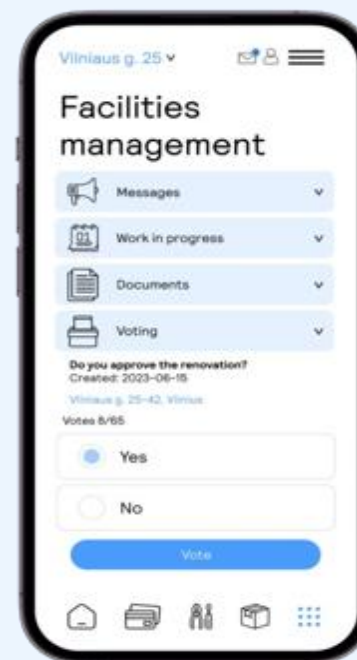 Vilniaus g. 25
Facilities
management
Messages
01
Work in progress
Documents
Voting
Do you approve the renovation?
Created: 2023-06-15
Vilniaus g. 25-42, Vilnius
Votes 8/65
Yes
No
Vote